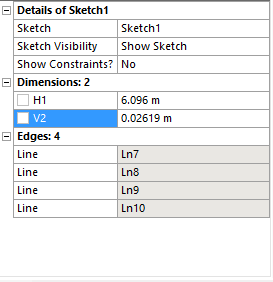 Details of Sketch1
Sketch Sketch1
Sketch Visibility Show Sketch
Show Constraints? No
Dimensions: 2
H1 6.096 m
V2 0.02619 m
Edges: 4
Line Ln7
Line Ln8
Line Ln9
Line Ln10